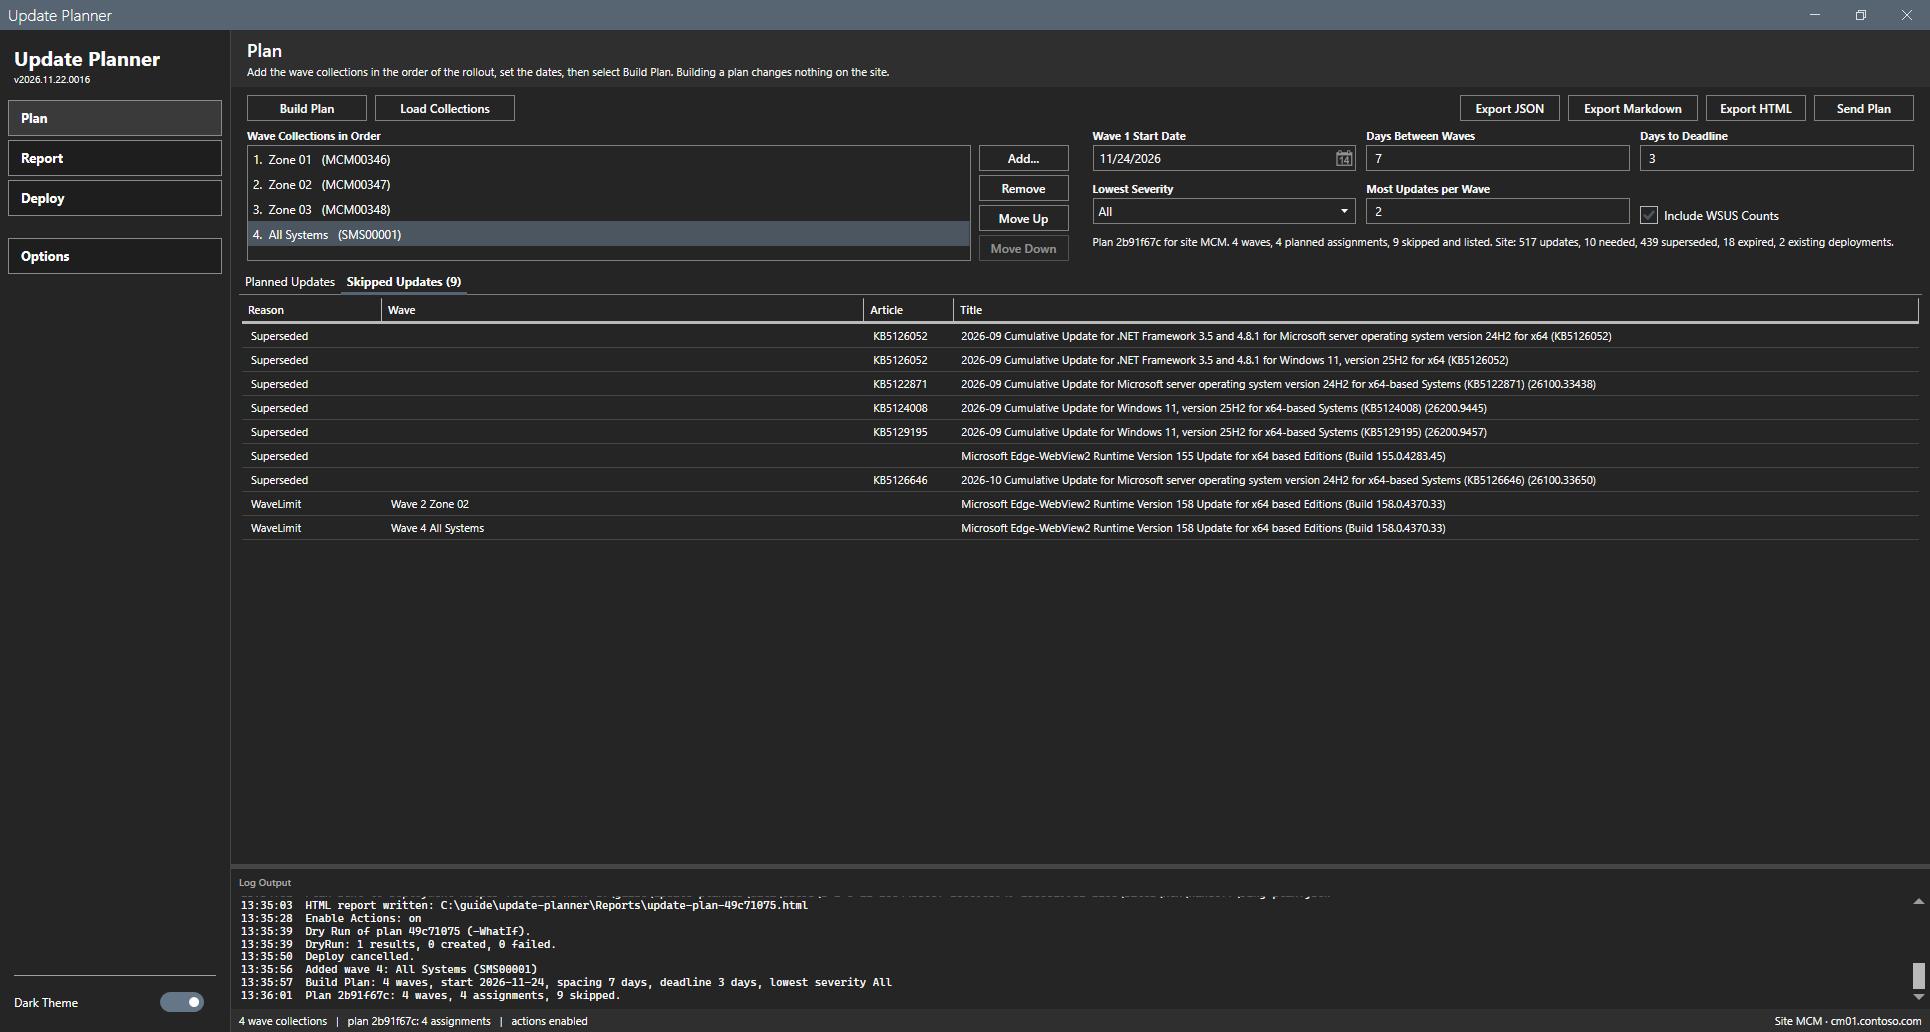 Update Planner
Update Planner
v2026.11.22.0016
Plan
Report
Deploy
Options
Dark Theme
Plan
Add the wave collections in the order of the rollout, set the dates, then select Build Plan. Building a plan changes nothing on the site.
Build Plan
Load Collections
Export JSON
Export Markdown
Export HTML
Send Plan
Wave Collections in Order
1. Zone 01 (MCM00346)
2. Zone 02 (MCM00347)
3. Zone 03 (MCM00348)
4. All Systems (SMS00001)
Add...
Remove
Move Up
Move Down
Wave 1 Start Date
11/24/2026
14
Days Between Waves
7
Days to Deadline
3
Lowest Severity
All
Most Updates per Wave
2
Include WSUS Counts
Plan 2b91f67c for site MCM. 4 waves, 4 planned assignments, 9 skipped and listed. Site: 517 updates, 10 needed, 439 superseded, 18 expired, 2 existing deployments.
Planned Updates Skipped Updates (9)
Reason Wave Article Title
Superseded KB5126052 2026-09 Cumulative Update for .NET Framework 3.5 and 4.8.1 for Microsoft server operating system version 24H2 for x64 (KB5126052)
Superseded KB5126052 2026-09 Cumulative Update for .NET Framework 3.5 and 4.8.1 for Windows 11, version 25H2 for x64 (KB5126052)
Superseded KB5122871 2026-09 Cumulative Update for Microsoft server operating system version 24H2 for x64-based Systems (KB5122871) (26100.33438)
Superseded KB5124008 2026-09 Cumulative Update for Windows 11, version 25H2 for x64-based Systems (KB5124008) (26200.9445)
Superseded KB5129195 2026-09 Cumulative Update for Windows 11, version 25H2 for x64-based Systems (KB5129195) (26200.9457)
Superseded Microsoft Edge-WebView2 Runtime Version 155 Update for x64 based Editions (Build 155.0.4283.45)
Superseded KB5126646 2026-10 Cumulative Update for Microsoft server operating system version 24H2 for x64-based Systems (KB5126646) (26100.33650)
WaveLimit Wave 2 Zone 02 Microsoft Edge-WebView2 Runtime Version 158 Update for x64 based Editions (Build 158.0.4370.33)
WaveLimit Wave 4 All Systems Microsoft Edge-WebView2 Runtime Version 158 Update for x64 based Editions (Build 158.0.4370.33)
Log Output
13:35:03 HTML report written: C:\guide\update-planner\Reports\update-plan-49c71075.html
13:35:28 Enable Actions: on
13:35:39 Dry Run of plan 49c71075 (-WhatIf).
13:35:39 DryRun: 1 results, 0 created, 0 failed.
13:35:50 Deploy cancelled.
13:35:56 Added wave 4: All Systems (SMS00001)
13:35:57 Build Plan: 4 waves, start 2026-11-24, spacing 7 days, deadline 3 days, lowest severity All
13:36:01 Plan 2b91f67c: 4 waves, 4 assignments, 9 skipped.
4 wave collections | plan 2b91f67c: 4 assignments | actions enabled
Site MCM · cm01.contoso.com